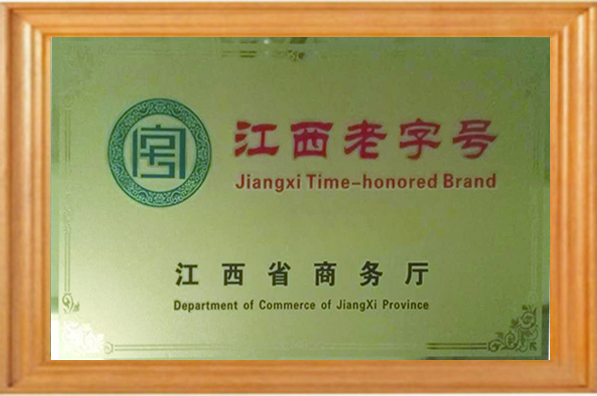 江西老字号
Jiangxi Time-honored Brand
江西省商务厅
Department of Commerce of JiangXi Province